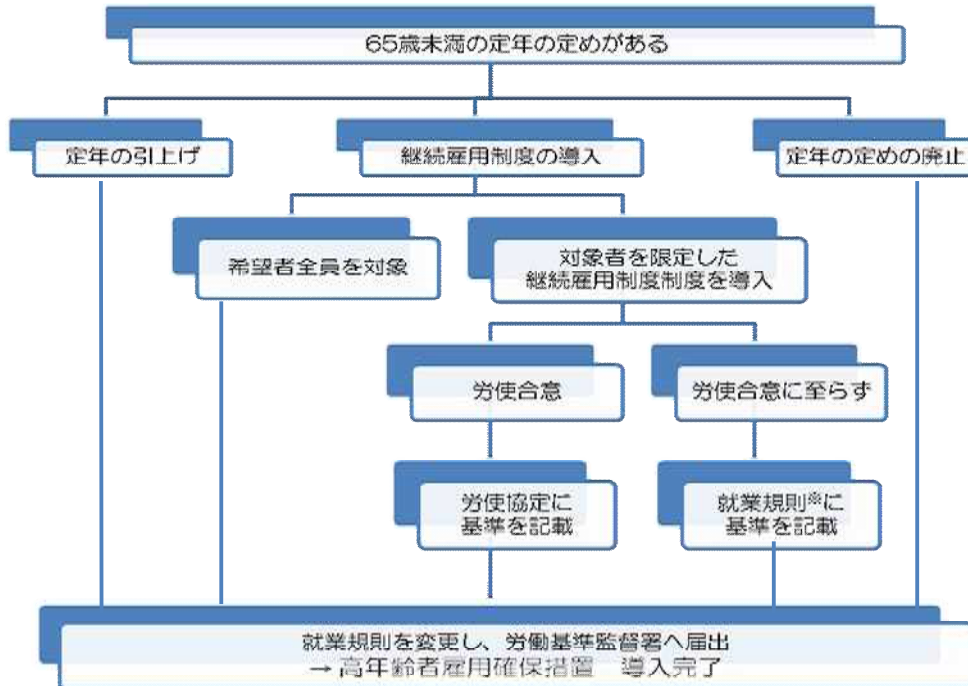 65歳未満の定年の定めがある
定年の引上げ
継続雇用制度の導入
定年の定めの廃止
希望者全員を対象
対象者を限定した
継続雇用制度制度を導入
労使合意
労使合意に至らず
労使協定に
基準を記載
就業規則※に
基準を記載
就業規則を変更し、労働基準監督署へ届出
→ 高年齢者雇用確保措置　導入完了